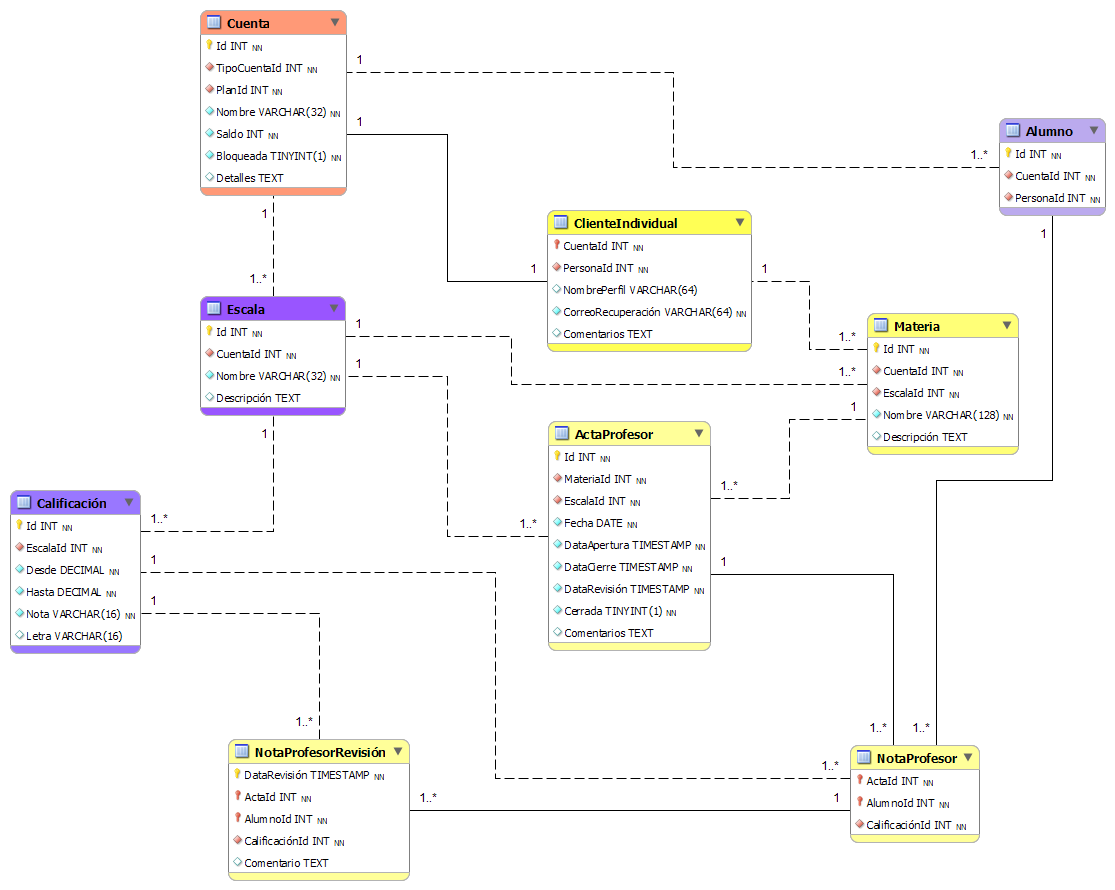 Cuenta
Id INT NN
TipoCuentaId INT NN
PlanId INT NN
Nombre VARCHAR(32) NN
Saldo INT NN
Bloqueada TINYINT(1) NN
Detalles TEXT
1
1
1
1..*
1..*
Alumno
Id INT NN
CuentaId INT NN
PersonaId INT NN
1
ClienteIndividual
CuentaId INT NN
PersonaId INT NN
NombrePerfil VARCHAR(64)
CorreoRecuperación VARCHAR(64) NN
Comentarios TEXT
1
1
1..*
Escala
Id INT NN
CuentaId INT NN
Nombre VARCHAR(32) NN
Descripción TEXT
1
1
1
1..*
Materia
Id INT NN
CuentaId INT NN
EscalaId INT NN
Nombre VARCHAR(128) NN
Descripción TEXT
1
ActaProfesor
Id INT NN
MateriaId INT NN
EscalaId INT NN
Fecha DATE NN
DataApertura TIMESTAMP NN
DataCierre TIMESTAMP NN
DataRevisión TIMESTAMP NN
Cerrada TINYINT(1) NN
Comentarios TEXT
1..*
1..*
1
Calificación
Id INT NN
EscalaId INT NN
Desde DECIMAL NN
Hasta DECIMAL NN
Nota VARCHAR(16) NN
Letra VARCHAR(16)
1..*
1
1
1..*
NotaProfesorRevisión
DataRevisión TIMESTAMP NN
ActaId INT NN
AlumnoId INT NN
CalificaciónId INT NN
Comentario TEXT
1..*
1..*
1..*
1..*
1
NotaProfesor
ActaId INT NN
AlumnoId INT NN
CalificaciónId INT NN